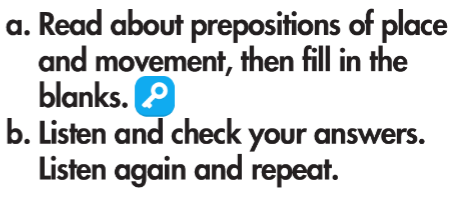 a. Read about prepositions of place
and movement, then fill in the
blanks.
b. Listen and check your answers.
Listen again and repeat.